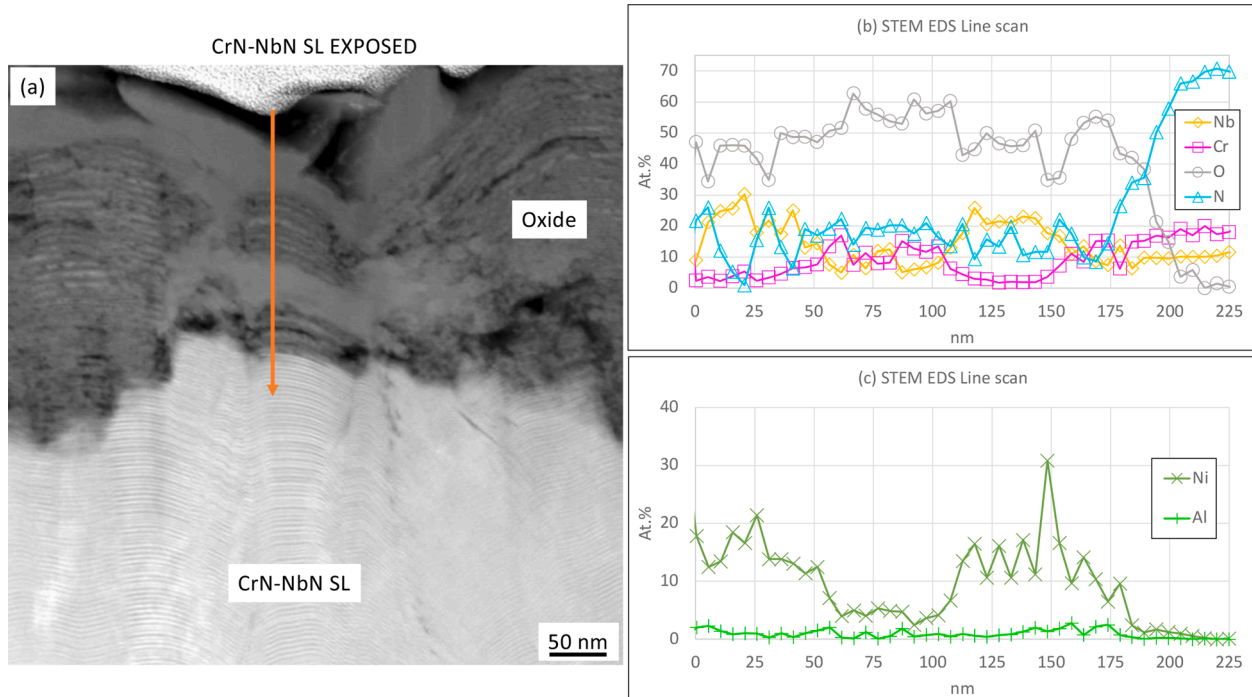 CrN-NbN SL EXPOSED
(a)
Oxide
CrN-NbN SL
50 nm
(b) STEM EDS Line scan
At.%
70
60
50
40
30
20
10
0
0 25 50 75 100 125 150 175 200 225
nm
Nb
Cr
O
N
(c) STEM EDS Line scan
At.%
40
30
20
10
0
0 25 50 75 100 125 150 175 200 225
nm
Ni
Al